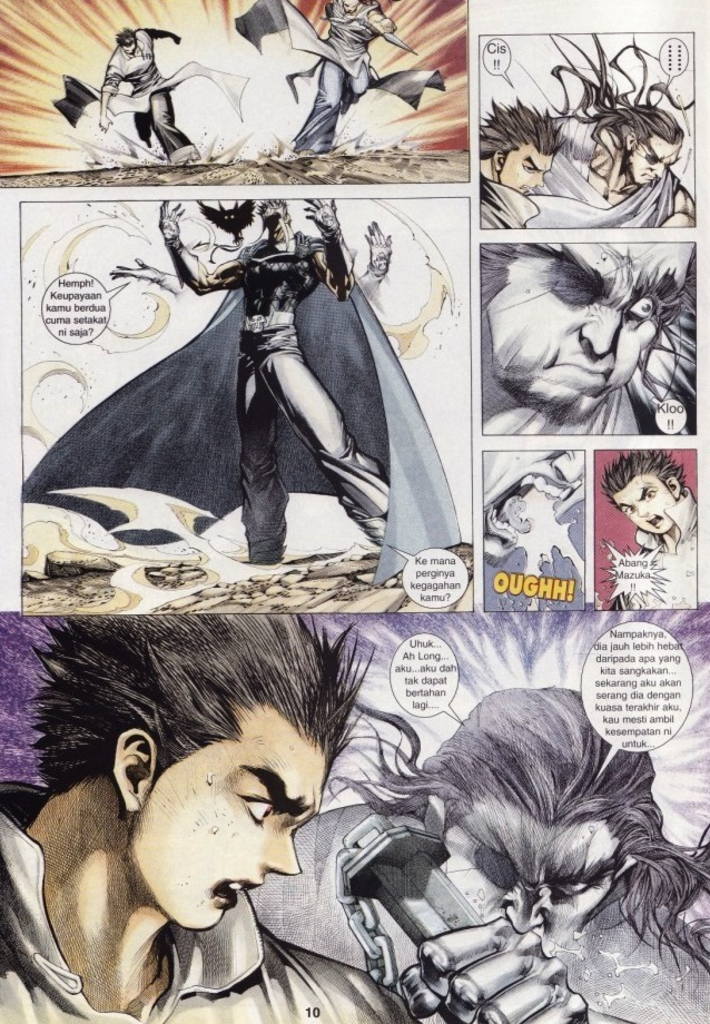 Cis
!!
Hemph!
Keupayaan
kamu berdua
cuma setakat
ni saja?
Kloo
!!
Ke mana
perginya
kegagahan
kamu?
OUGHH!
Abang
Mazuka
!!
Uhuk...
Ah Long...
aku...aku dah
tak dapat
bertahan
lagi....
Nampaknya,
dia jauh lebih hebat
daripada apa yang
kita sangkakan...
sekarang aku akan
serang dia dengan
kuasa terakhir aku,
kau mesti ambil
kesempatan ni
untuk...
10